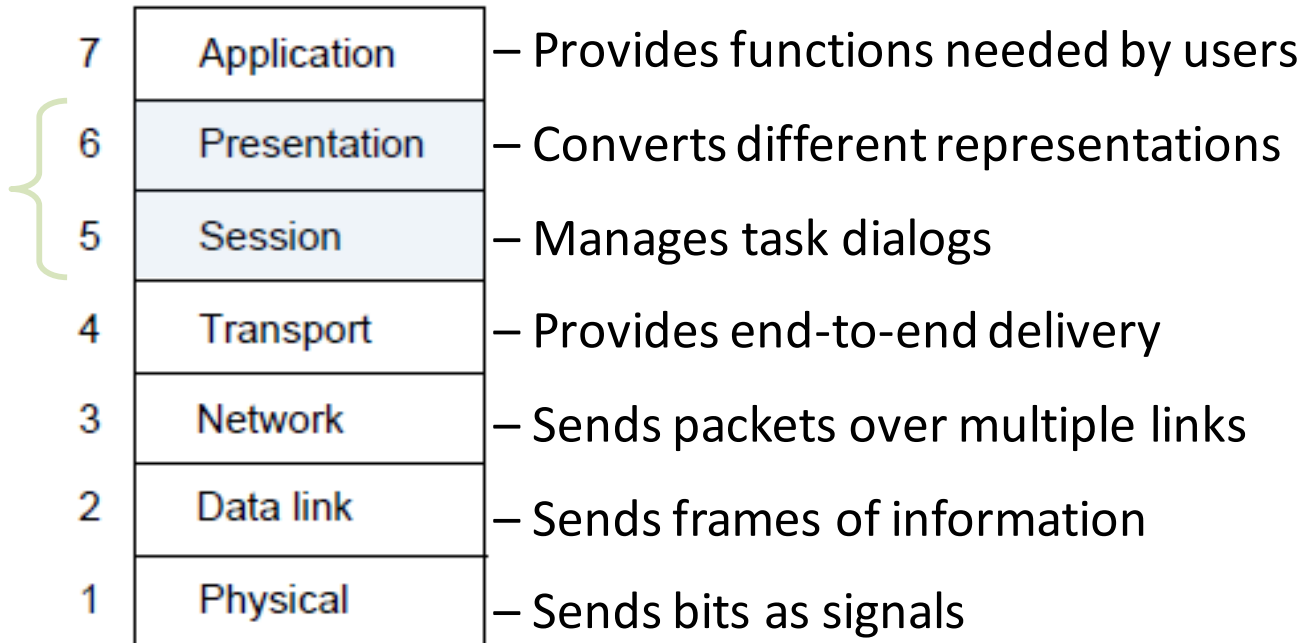 7 Application – Provides functions needed by users
6 Presentation – Converts different representations
5 Session – Manages task dialogs
4 Transport – Provides end-to-end delivery
3 Network – Sends packets over multiple links
2 Data link – Sends frames of information
1 Physical – Sends bits as signals